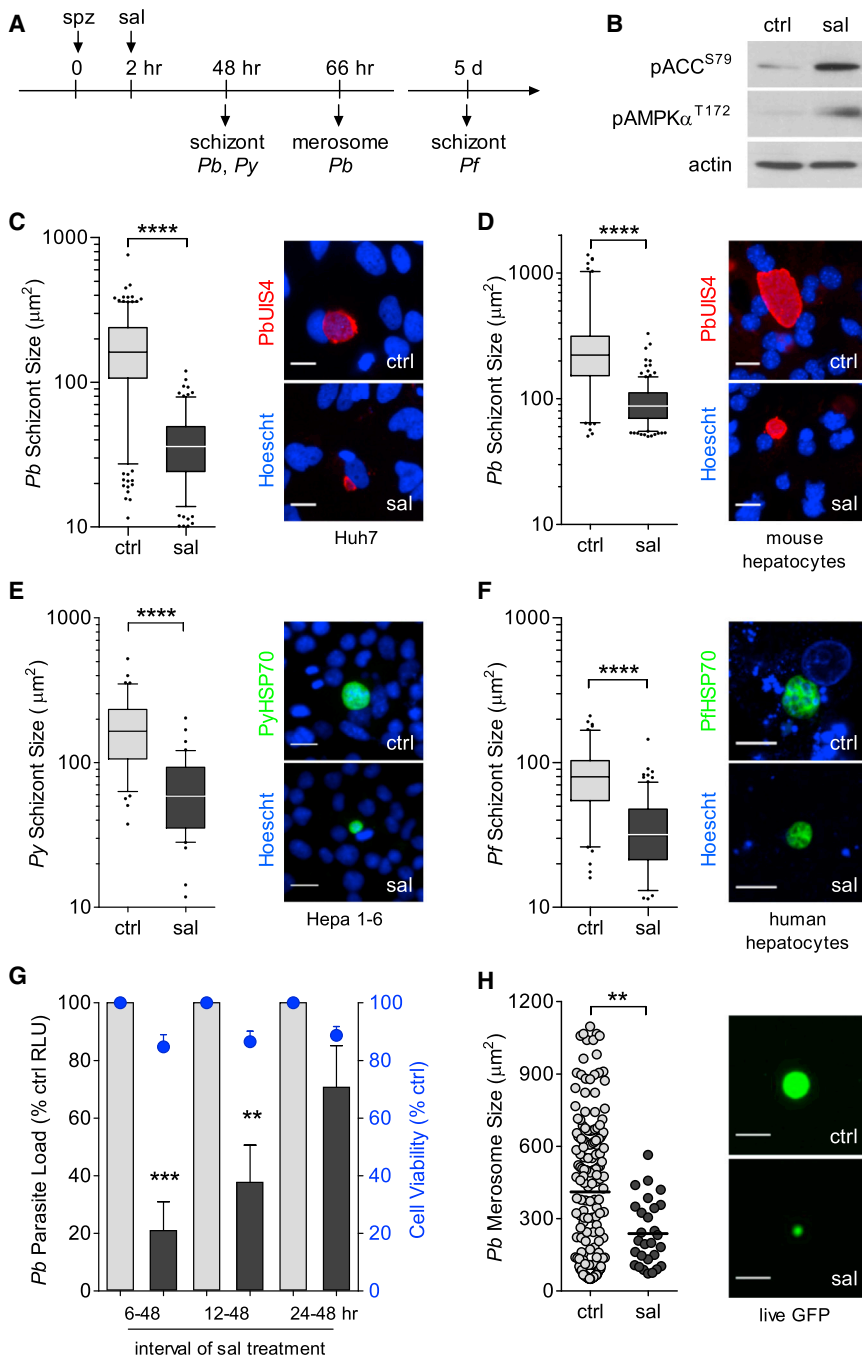 A
spz
sal
0
2 hr
48 hr
66 hr
5 d
schizont
Pb, Py
merosome
Pb
schizont
Pf
B
ctrl
sal
pACC^S79
pAMPKα^T172
actin
C
Pb Schizont Size (μm²)
1000
100
10
****
ctrl
sal
PbUIS4
Hoescht
ctrl
sal
Huh7
D
Pb Schizont Size (μm²)
1000
100
10
****
ctrl
sal
PbUIS4
Hoescht
ctrl
sal
mouse
hepatocytes
E
Py Schizont Size ( μm²)
1000
100
10
****
ctrl
sal
PyHSP70
Hoescht
ctrl
sal
Hepa 1-6
F
Pf Schizont Size (μm²)
1000
100
10
****
ctrl
sal
PfHSP70
Hoescht
ctrl
sal
human
hepatocytes
G
Pb Parasite Load (% ctrl RLU)
100
80
60
40
20
0
***
**
100
80
60
40
20
0
Cell Viability (% ctrl)
6-48
12-48
24-48 hr
interval of sal treatment
H
Pb Merosome Size (μm²)
1200
900
600
300
0
**
ctrl
sal
ctrl
sal
live GFP